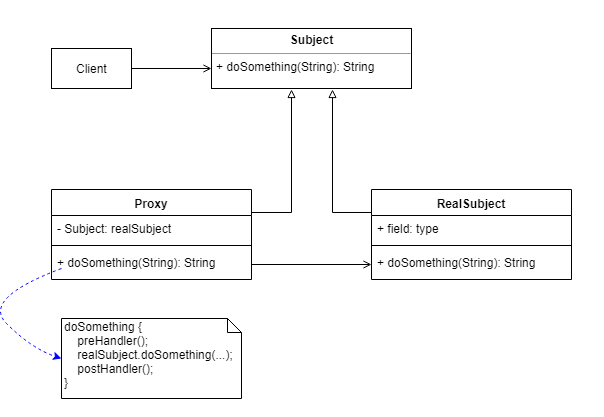 Subject
Client
+ doSomething(String): String
Proxy
RealSubject
- Subject: realSubject
+ field: type
+ doSomething(String): String
+ doSomething(String): String
doSomething {
preHandler();
realSubject.doSomething(...);
postHandler();
}